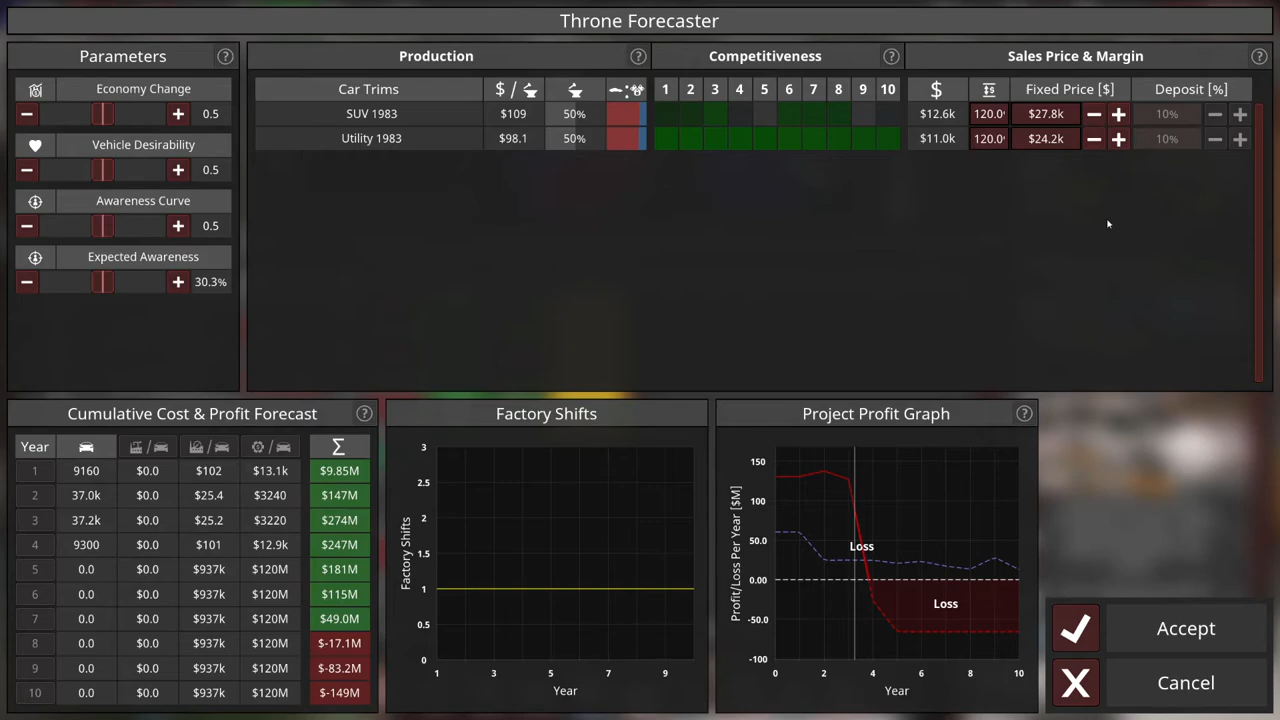 Throne Forecaster
Parameters ?
Economy Change
0.5
Vehicle Desirability
0.5
Awareness Curve
0.5
Expected Awareness
30.3%
Production ? Competitiveness ? Sales Price & Margin ?
Car Trims $ / 1 2 3 4 5 6 7 8 9 10 $ Fixed Price [$] Deposit [%]
SUV 1983 $109 50% $12.6k 120.0 $27.8k 10%
Utility 1983 $98.1 50% $11.0k 120.0 $24.2k 10%
Cumulative Cost & Profit Forecast ?
Year / / / Σ
1 9160 $0.0 $102 $13.1k $9.85M
2 37.0k $0.0 $25.4 $3240 $147M
3 37.2k $0.0 $25.2 $3220 $274M
4 9300 $0.0 $101 $12.9k $247M
5 0.0 $0.0 $937k $120M $181M
6 0.0 $0.0 $937k $120M $115M
7 0.0 $0.0 $937k $120M $49.0M
8 0.0 $0.0 $937k $120M $-17.1M
9 0.0 $0.0 $937k $120M $-83.2M
10 0.0 $0.0 $937k $120M $-149M
Factory Shifts
Factory Shifts
3
2.5
2
1.5
1
0.5
0
1 3 5 7 9
Year
Project Profit Graph ?
Profit/Loss Per Year [$M]
150
100
50.0
0.00
-50.0
-100
Loss
Loss
0 2 4 6 8 10
Year
Accept
Cancel